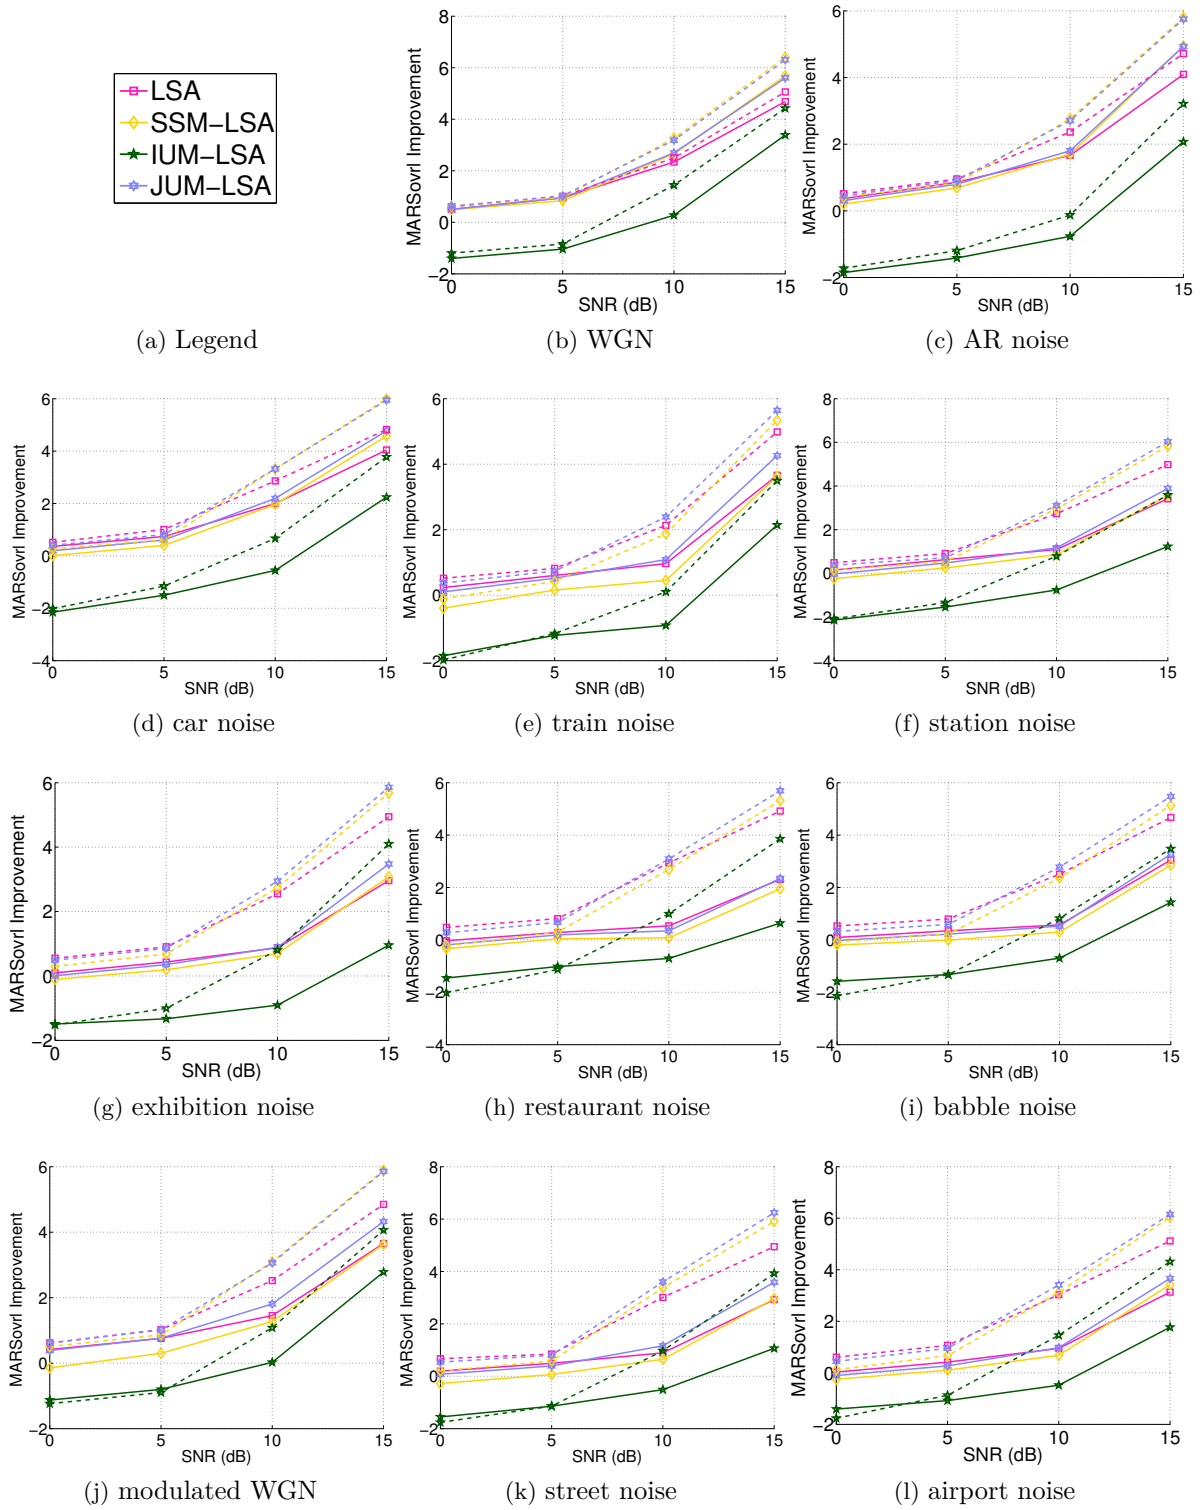 LSA
SSM-LSA
IUM-LSA
JUM-LSA
(a) Legend
MARSovrl Improvement
8
6
4
2
0
-2
0 5 10 15
SNR (dB)
(b) WGN
MARSovrl Improvement
6
4
2
0
-2
0 5 10 15
SNR (dB)
(c) AR noise
MARSovrl Improvement
6
4
2
0
-2
-4
0 5 10 15
SNR (dB)
(d) car noise
MARSovrl Improvement
6
4
2
0
-2
0 5 10 15
SNR (dB)
(e) train noise
MARSovrl Improvement
8
6
4
2
0
-2
-4
0 5 10 15
SNR (dB)
(f) station noise
MARSovrl Improvement
6
4
2
0
-2
0 5 10 15
SNR (dB)
(g) exhibition noise
MARSovrl Improvement
6
4
2
0
-2
-4
0 5 10 15
SNR (dB)
(h) restaurant noise
MARSovrl Improvement
6
4
2
0
-2
-4
0 5 10 15
SNR (dB)
(i) babble noise
MARSovrl Improvement
6
4
2
0
-2
0 5 10 15
SNR (dB)
(j) modulated WGN
MARSovrl Improvement
8
6
4
2
0
-2
0 5 10 15
SNR (dB)
(k) street noise
MARSovrl Improvement
8
6
4
2
0
-2
0 5 10 15
SNR (dB)
(l) airport noise